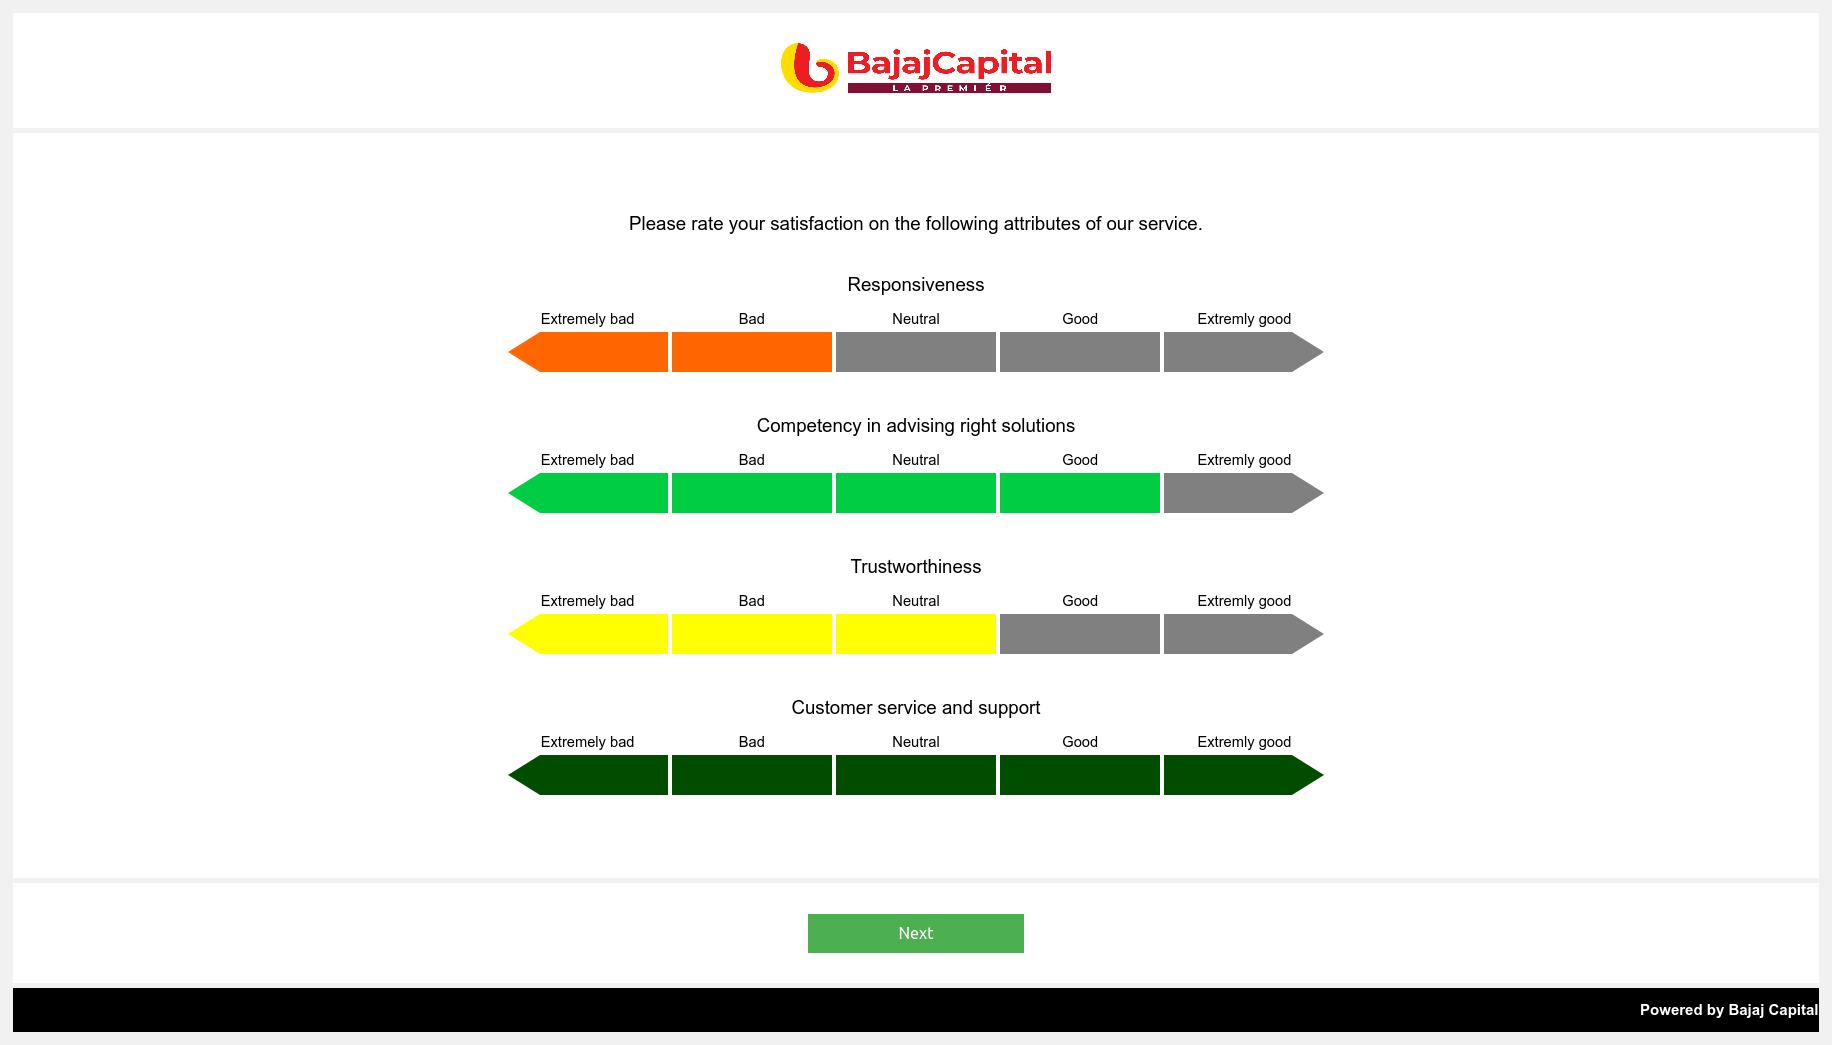 BajajCapital
LA PREMIÉR
Please rate your satisfaction on the following attributes of our service.
Responsiveness
Extremely bad Bad Neutral Good Extremly good
Competency in advising right solutions
Extremely bad Bad Neutral Good Extremly good
Trustworthiness
Extremely bad Bad Neutral Good Extremly good
Customer service and support
Extremely bad Bad Neutral Good Extremly good
Next
Powered by Bajaj Capital